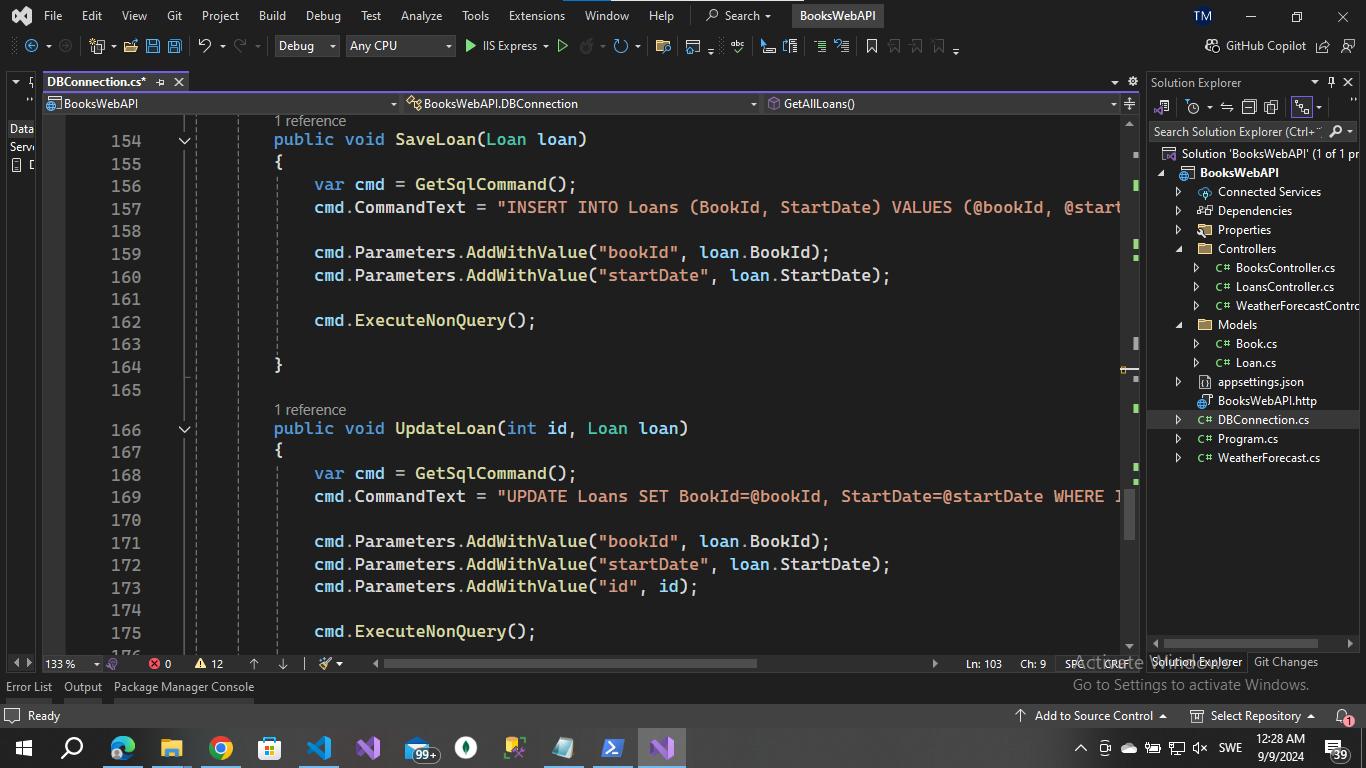 File Edit View Git Project Build Debug Test Analyze Tools Extensions Window Help Search BooksWebAPI TM
Debug Any CPU IIS Express GitHub Copilot
DBConnection.cs*
BooksWebAPI BooksWebAPI.DBConnection GetAllLoans()
Data
Serv
1 reference
154 public void SaveLoan(Loan loan)
155 {
156 var cmd = GetSqlCommand();
157 cmd.CommandText = "INSERT INTO Loans (BookId, StartDate) VALUES (@bookId, @start
158
159 cmd.Parameters.AddWithValue("bookId", loan.BookId);
160 cmd.Parameters.AddWithValue("startDate", loan.StartDate);
161
162 cmd.ExecuteNonQuery();
163
164 }
165
1 reference
166 public void UpdateLoan(int id, Loan loan)
167 {
168 var cmd = GetSqlCommand();
169 cmd.CommandText = "UPDATE Loans SET BookId=@bookId, StartDate=@startDate WHERE
170
171 cmd.Parameters.AddWithValue("bookId", loan.BookId);
172 cmd.Parameters.AddWithValue("startDate", loan.StartDate);
173 cmd.Parameters.AddWithValue("id", id);
174
175 cmd.ExecuteNonQuery();
133 % 0 12 Ln: 103 Ch: 9 SPC CRLF
Solution Explorer
Search Solution Explorer (Ctrl+
Solution 'BooksWebAPI' (1 of 1 pr
BooksWebAPI
Connected Services
Dependencies
Properties
Controllers
C# BooksController.cs
C# LoansController.cs
C# WeatherForecastContro
Models
C# Book.cs
C# Loan.cs
appsettings.json
BooksWebAPI.http
C# DBConnection.cs
C# Program.cs
C# WeatherForecast.cs
Solution Explorer Git Changes
Activate Windows
Go to Settings to activate Windows.
Error List Output Package Manager Console
Ready Add to Source Control Select Repository 1
99+ SWE 12:28 AM
9/9/2024 39